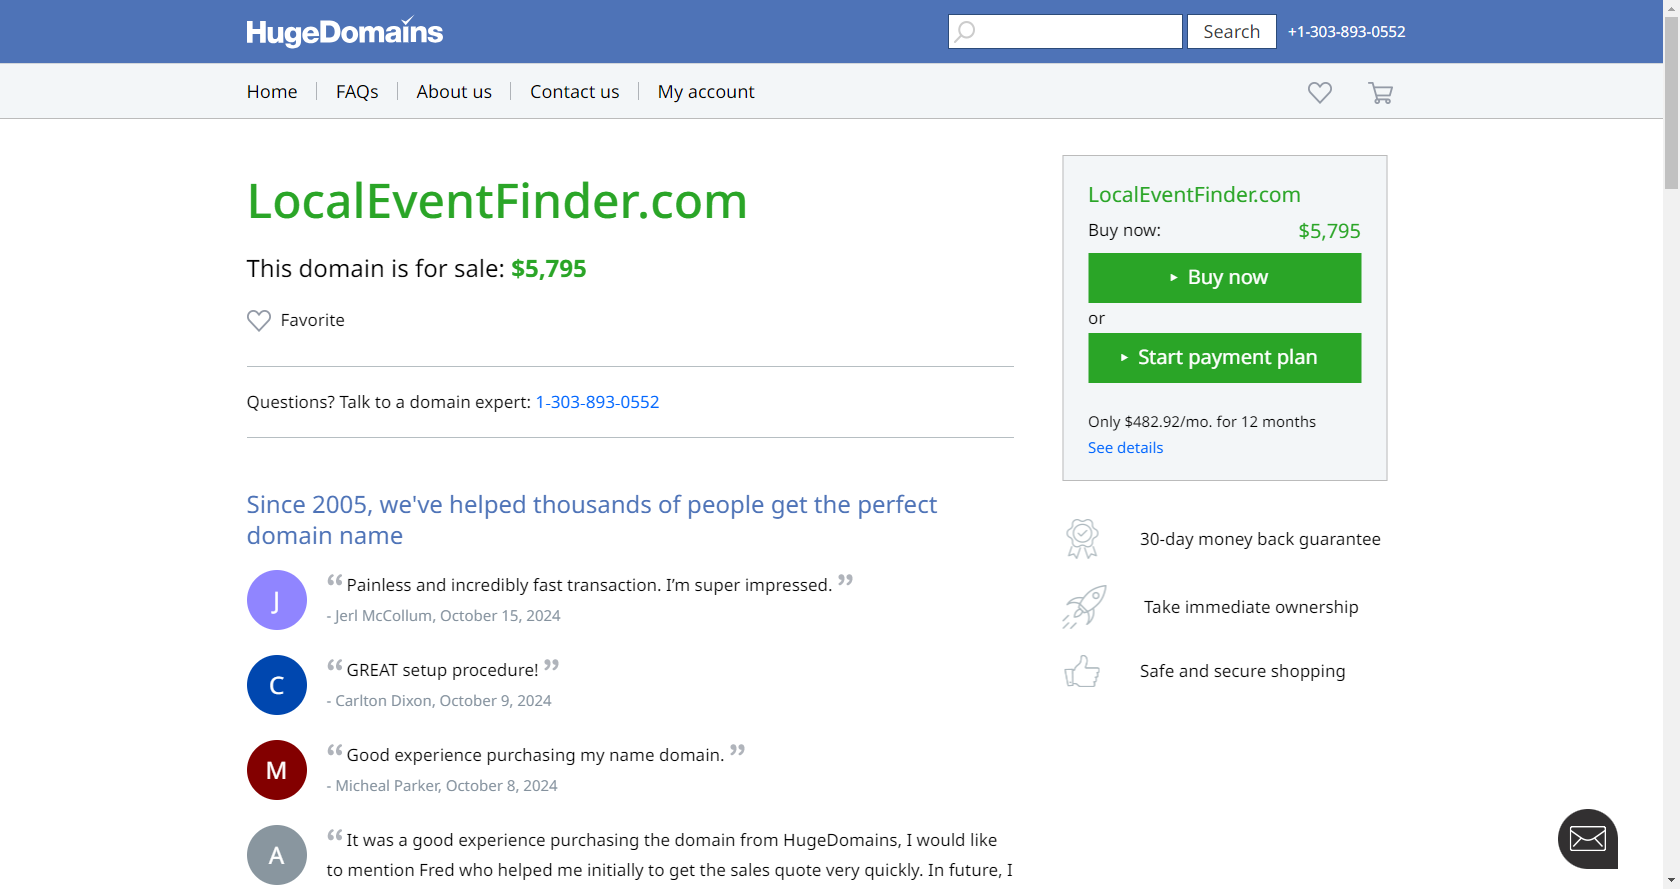 HugeDomains
Search
+1-303-893-0552
Home
FAQs
About us
Contact us
My account
LocalEventFinder.com
This domain is for sale: $5,795
Favorite
Questions? Talk to a domain expert: 1-303-893-0552
Since 2005, we've helped thousands of people get the perfect
domain name
J
“ Painless and incredibly fast transaction. I’m super impressed. ”
- Jerl McCollum, October 15, 2024
C
“ GREAT setup procedure! ”
- Carlton Dixon, October 9, 2024
M
“ Good experience purchasing my name domain. ”
- Micheal Parker, October 8, 2024
A
“ It was a good experience purchasing the domain from HugeDomains, I would like
to mention Fred who helped me initially to get the sales quote very quickly. In future, I
LocalEventFinder.com
Buy now: $5,795
Buy now
or
Start payment plan
Only $482.92/mo. for 12 months
See details
30-day money back guarantee
Take immediate ownership
Safe and secure shopping